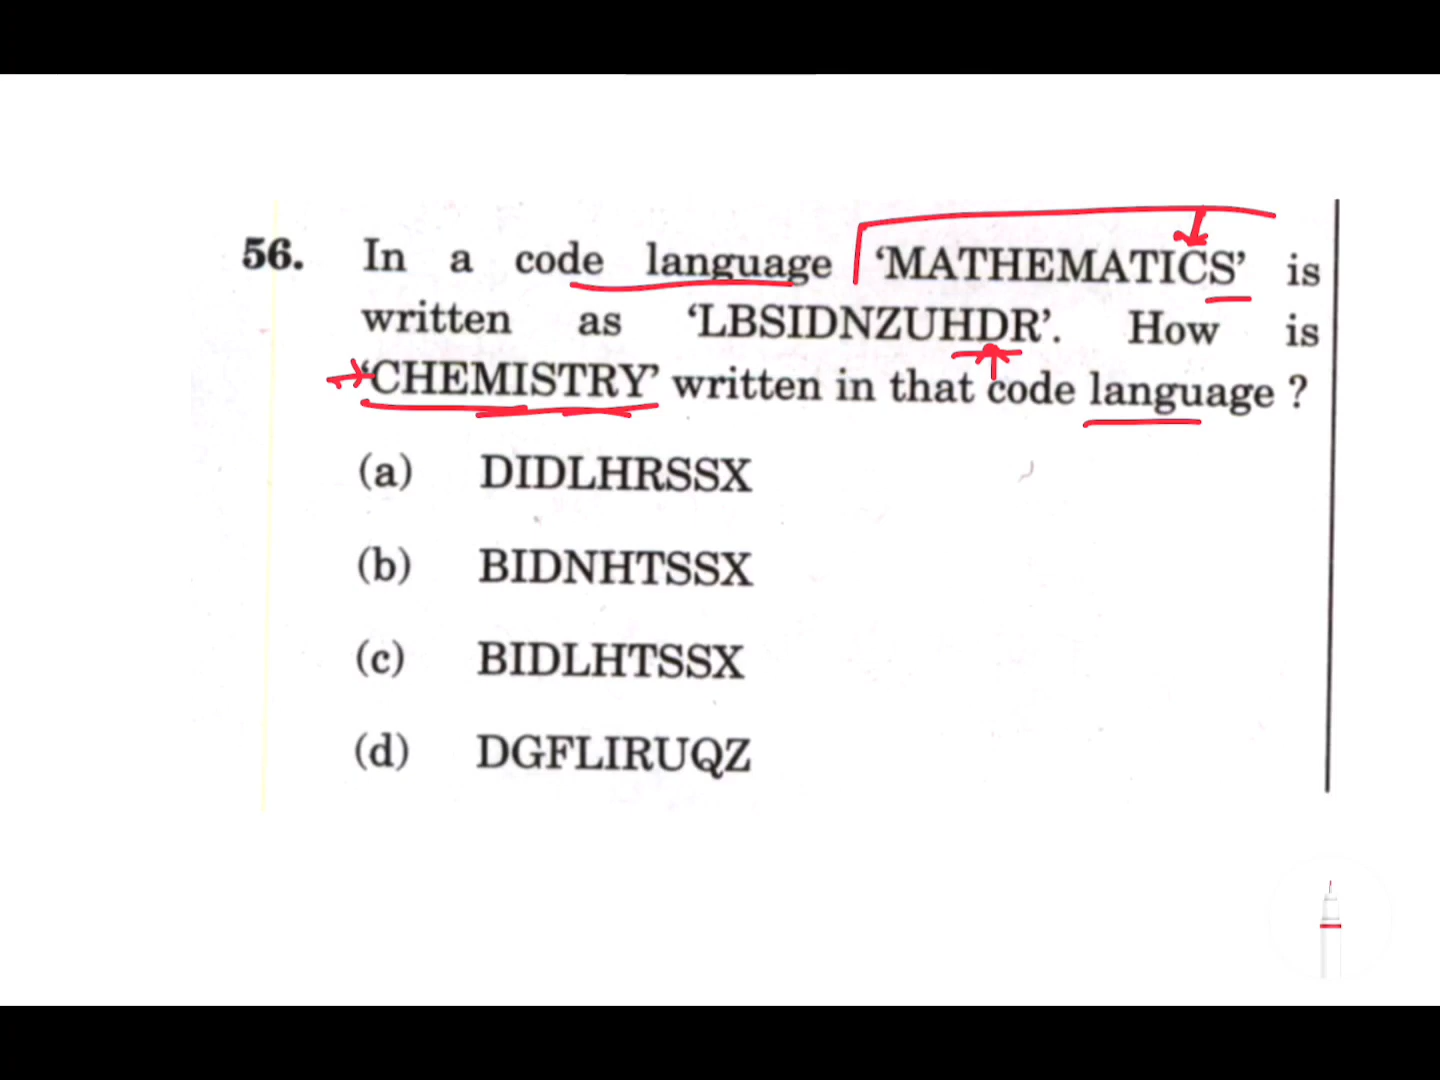 56. In a code language ‘MATHEMATICS’ is
written as ‘LBSIDNZUHDR’. How is
‘CHEMISTRY’ written in that code language ?
(a) DIDLHRSSX
(b) BIDNHTSSX
(c) BIDLHTSSX
(d) DGFLIRUQZ